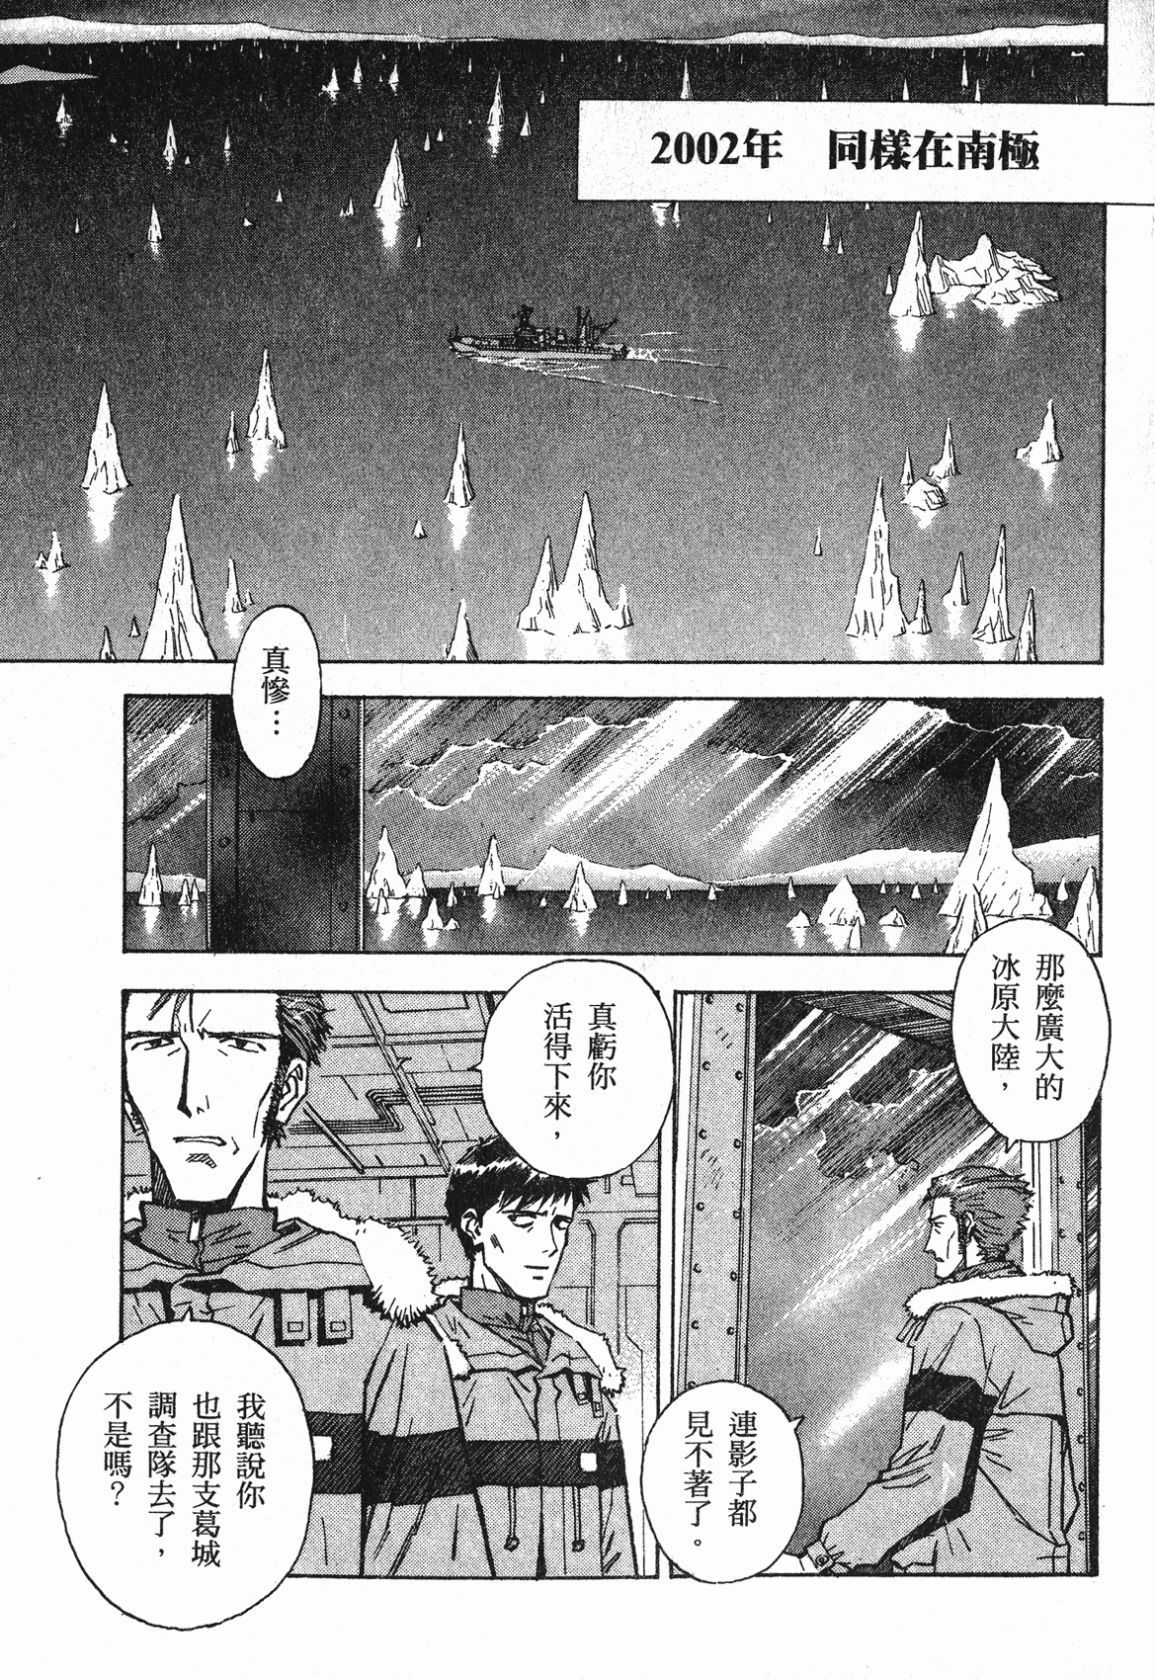 2002年 同樣在南極
真慘…
那麼廣大的
冰原大陸，
連影子都
見不著了。
真虧你
活得下來，
我聽說你
也跟那支葛城
調查隊去了，
不是嗎？